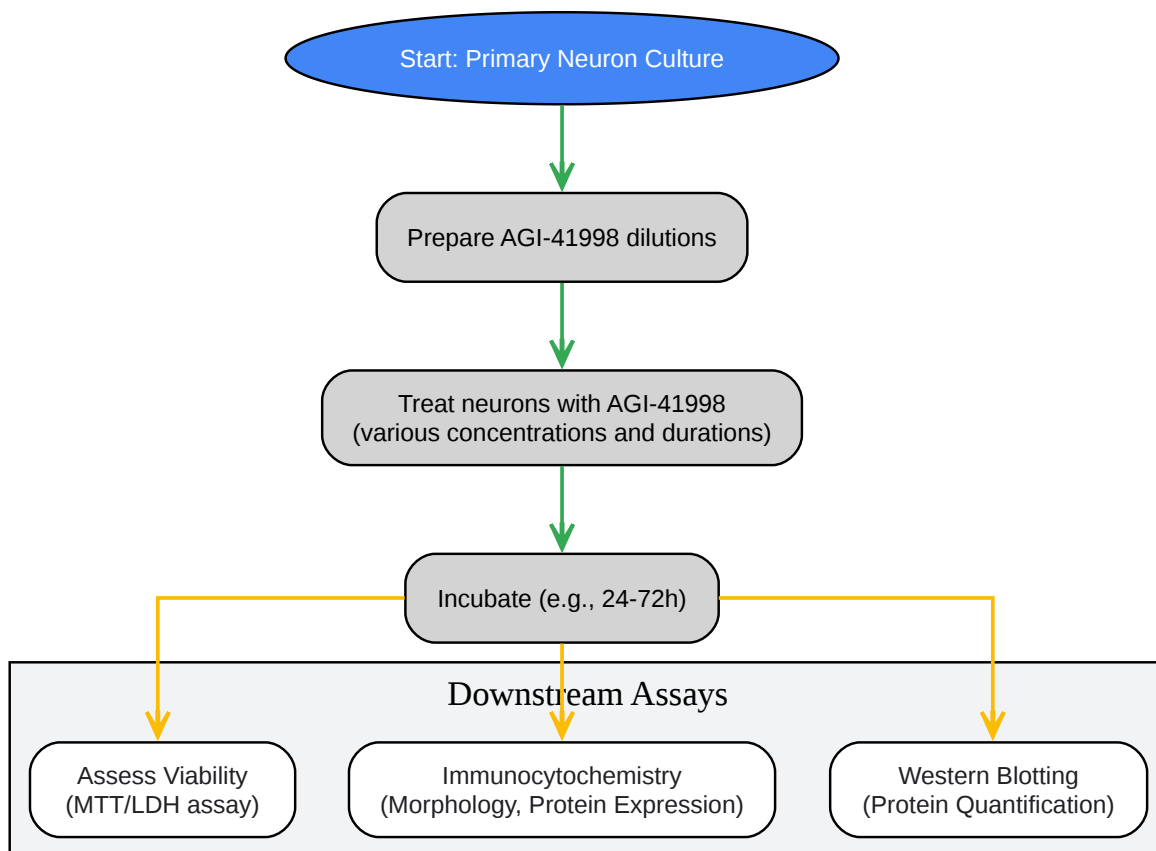 Start: Primary Neuron Culture
Prepare AGI-41998 dilutions
Treat neurons with AGI-41998
(various concentrations and durations)
Incubate (e.g., 24-72h)
Downstream Assays
Assess Viability
(MTT/LDH assay)
Immunocytochemistry
(Morphology, Protein Expression)
Western Blotting
(Protein Quantification)